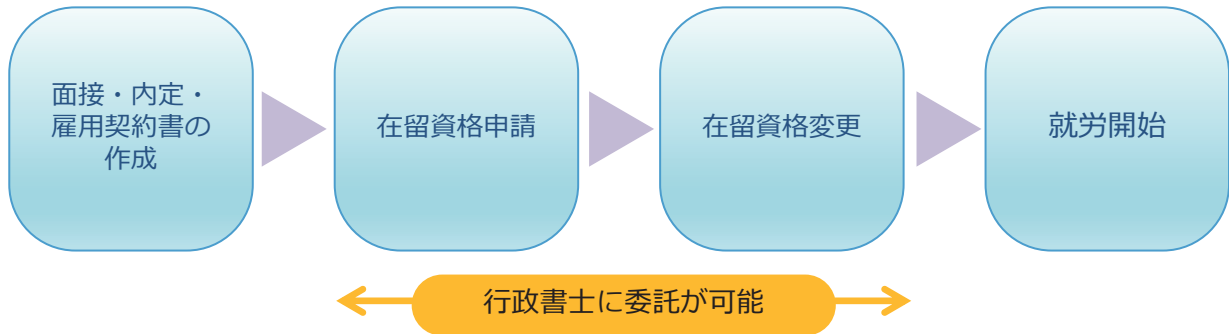 面接・内定・
雇用契約書の
作成
在留資格申請
在留資格変更
就労開始
行政書士に委託が可能